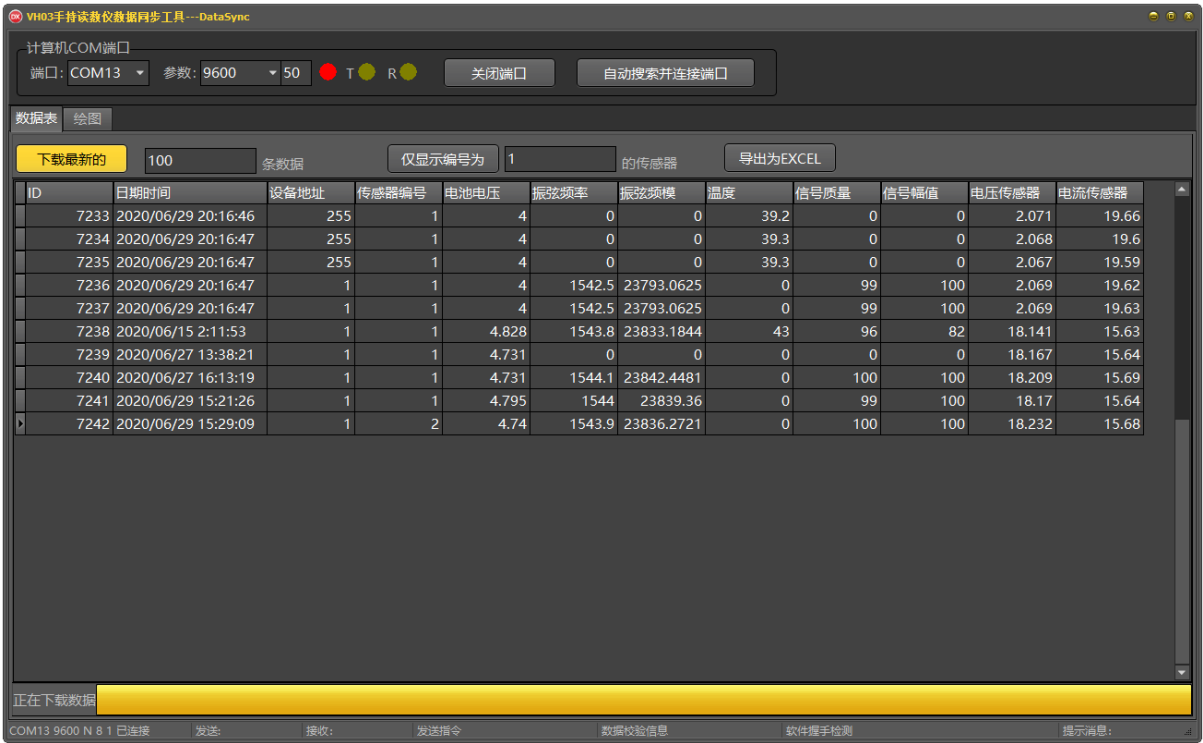 VH03手持读数仪数据同步工具---DataSync
计算机COM端口
端口: COM13 参数: 9600 50 T R 关闭端口 自动搜索并连接端口
数据表 绘图
下载最新的 100 条数据 仅显示编号为 1 的传感器 导出为EXCEL
ID 日期时间 设备地址 传感器编号 电池电压 振弦频率 振弦频模 温度 信号质量 信号幅值 电压传感器 电流传感器
7233 2020/06/29 20:16:46 255 1 4 0 0 39.2 0 0 2.071 19.66
7234 2020/06/29 20:16:47 255 1 4 0 0 39.3 0 0 2.068 19.6
7235 2020/06/29 20:16:47 255 1 4 0 0 39.3 0 0 2.067 19.59
7236 2020/06/29 20:16:47 1 1 4 1542.5 23793.0625 0 99 100 2.069 19.62
7237 2020/06/29 20:16:47 1 1 4 1542.5 23793.0625 0 99 100 2.069 19.63
7238 2020/06/15 2:11:53 1 1 4.828 1543.8 23833.1844 43 96 82 18.141 15.63
7239 2020/06/27 13:38:21 1 1 4.731 0 0 0 0 0 18.167 15.64
7240 2020/06/27 16:13:19 1 1 4.731 1544.1 23842.4481 0 100 100 18.209 15.69
7241 2020/06/29 15:21:26 1 1 4.795 1544 23839.36 0 99 100 18.17 15.64
7242 2020/06/29 15:29:09 1 2 4.74 1543.9 23836.2721 0 100 100 18.232 15.68
正在下载数据
COM13 9600 N 8 1 已连接 发送: 接收: 发送指令 数据校验信息 软件握手检测 提示消息: